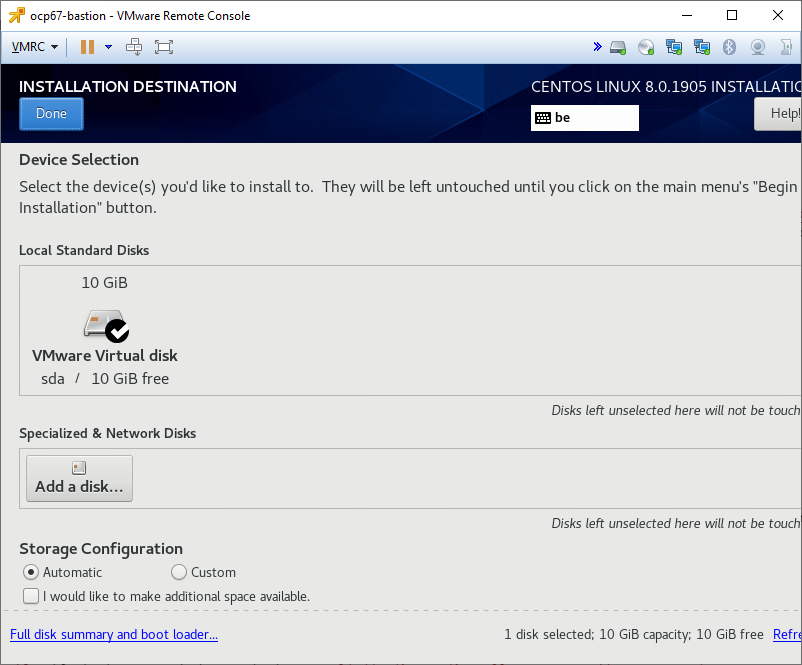 ocp67-bastion - VMware Remote Console
VMRC
INSTALLATION DESTINATION
CENTOS LINUX 8.0.1905 INSTALLATIO
Done
be
Help!
Device Selection
Select the device(s) you'd like to install to.  They will be left untouched until you click on the main menu's "Begin
Installation" button.
Local Standard Disks
10 GiB
VMware Virtual disk
sda / 10 GiB free
Disks left unselected here will not be touch
Specialized & Network Disks
Add a disk...
Disks left unselected here will not be touch
Storage Configuration
Automatic
Custom
I would like to make additional space available.
Full disk summary and boot loader...
1 disk selected; 10 GiB capacity; 10 GiB free
Refre